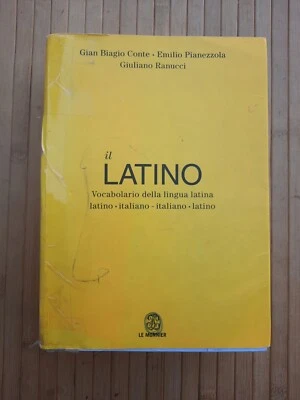 Gian Biagio Conte - Emilio Pianezzola
Giuliano Ranucci
il
LATINO
Vocabolario della lingua latina
latino - italiano - italiano - latino
LE MONNIER